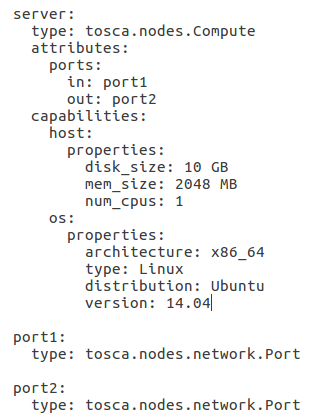 server:
  type: tosca.nodes.Compute
  attributes:
    ports:
      in: port1
      out: port2
  capabilities:
    host:
      properties:
        disk_size: 10 GB
        mem_size: 2048 MB
        num_cpus: 1
    os:
      properties:
        architecture: x86_64
        type: Linux
        distribution: Ubuntu
        version: 14.04

port1:
  type: tosca.nodes.network.Port

port2:
  type: tosca.nodes.network.Port